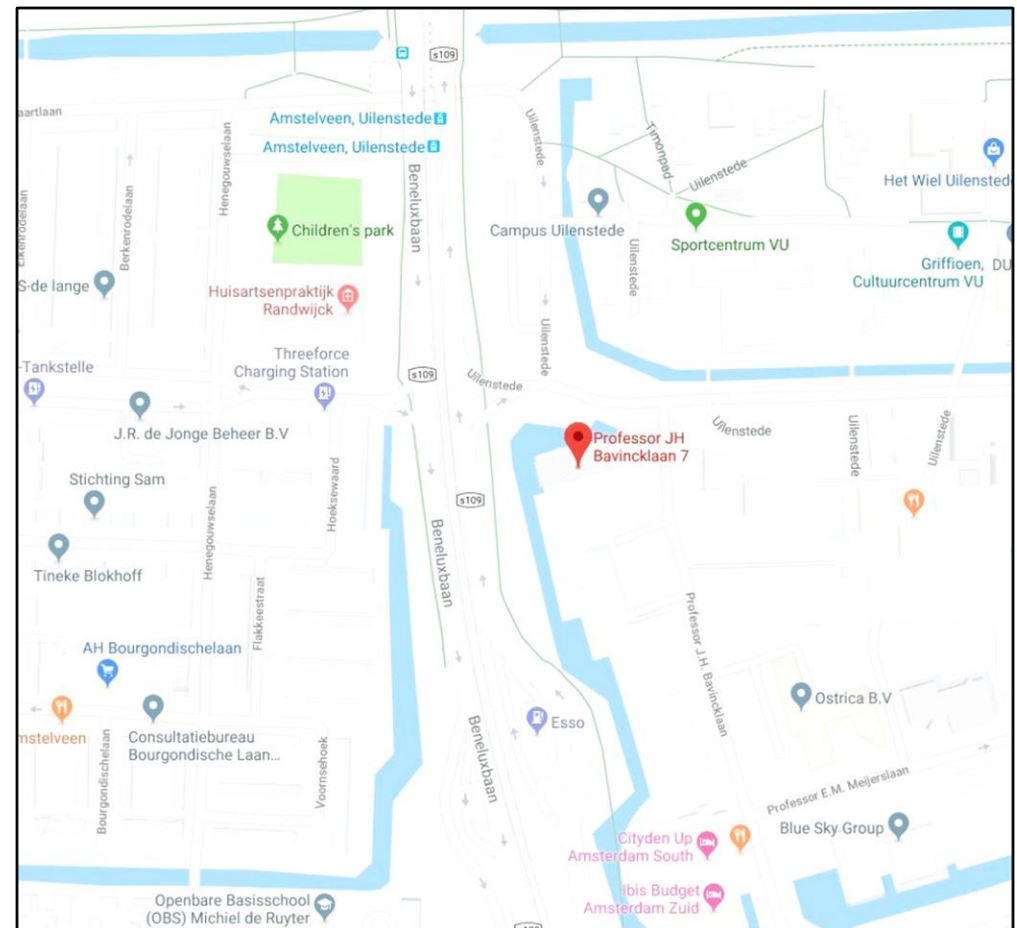 s109
aartlaan
Amstelveen, Uilenstede
Amstelveen, Uilenstede
Henegouwselaan
Beneluxbaan
Uilenstede
Timonpad
Uilenstede
Het Wiel Uilenstede
Eikenrodelaan
Berkenrodelaan
Children's park
Campus Uilenstede
Sportcentrum VU
Uilenstede
Griffioen,
Cultuurcentrum VU
DU
S-de lange
Huisartsenpraktijk
Randwijck
Threeforce
Charging Station
-Tankstelle
s109
Uilenstede
Uilenstede
J.R. de Jonge Beheer B.V
Professor JH
Bavincklaan 7
Uilenstede
Uilenstede
Uilenstede
Stichting Sam
Hoeksewaard
s109
Henegouwselaan
Beneluxbaan
Tineke Blokhoff
Flakkeestraat
Professor J.H. Bavincklaan
AH Bourgondischelaan
mstelveen
Consultatiebureau
Bourgondische Laan...
Bourgondischelaan
Voornsehoek
Beneluxbaan
Esso
Ostrica B.V
Professor E.M. Meijerslaan
Blue Sky Group
Cityden Up
Amsterdam South
Ibis Budget
Amsterdam Zuid
Openbare Basisschool
(OBS) Michiel de Ruyter